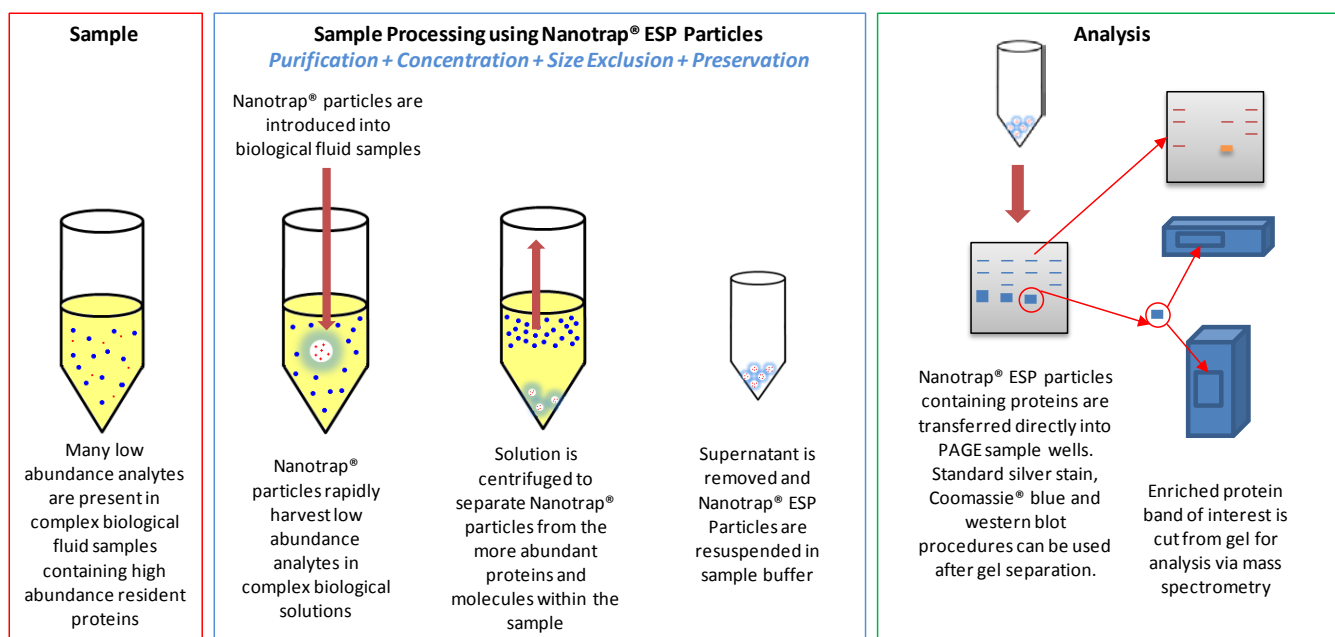 Sample
Many low
abundance analytes
are present in
complex biological
fluid samples
containing high
abundance resident
proteins
Sample Processing using Nanotrap® ESP Particles
Purification + Concentration + Size Exclusion + Preservation
Nanotrap® particles are
introduced into
biological fluid samples
Nanotrap®
particles rapidly
harvest low
abundance
analytes in
complex biological
solutions
Solution is
centrifuged to
separate Nanotrap®
particles from the
more abundant
proteins and
molecules within the
sample
Supernatant is
removed and
Nanotrap® ESP
Particles are
resuspended in
sample buffer
Analysis
Nanotrap® ESP particles
containing proteins are
transferred directly into
PAGE sample wells.
Standard silver stain,
Coomassie® blue and
western blot
procedures can be used
after gel separation.
Enriched protein
band of interest is
cut from gel for
analysis via mass
spectrometry